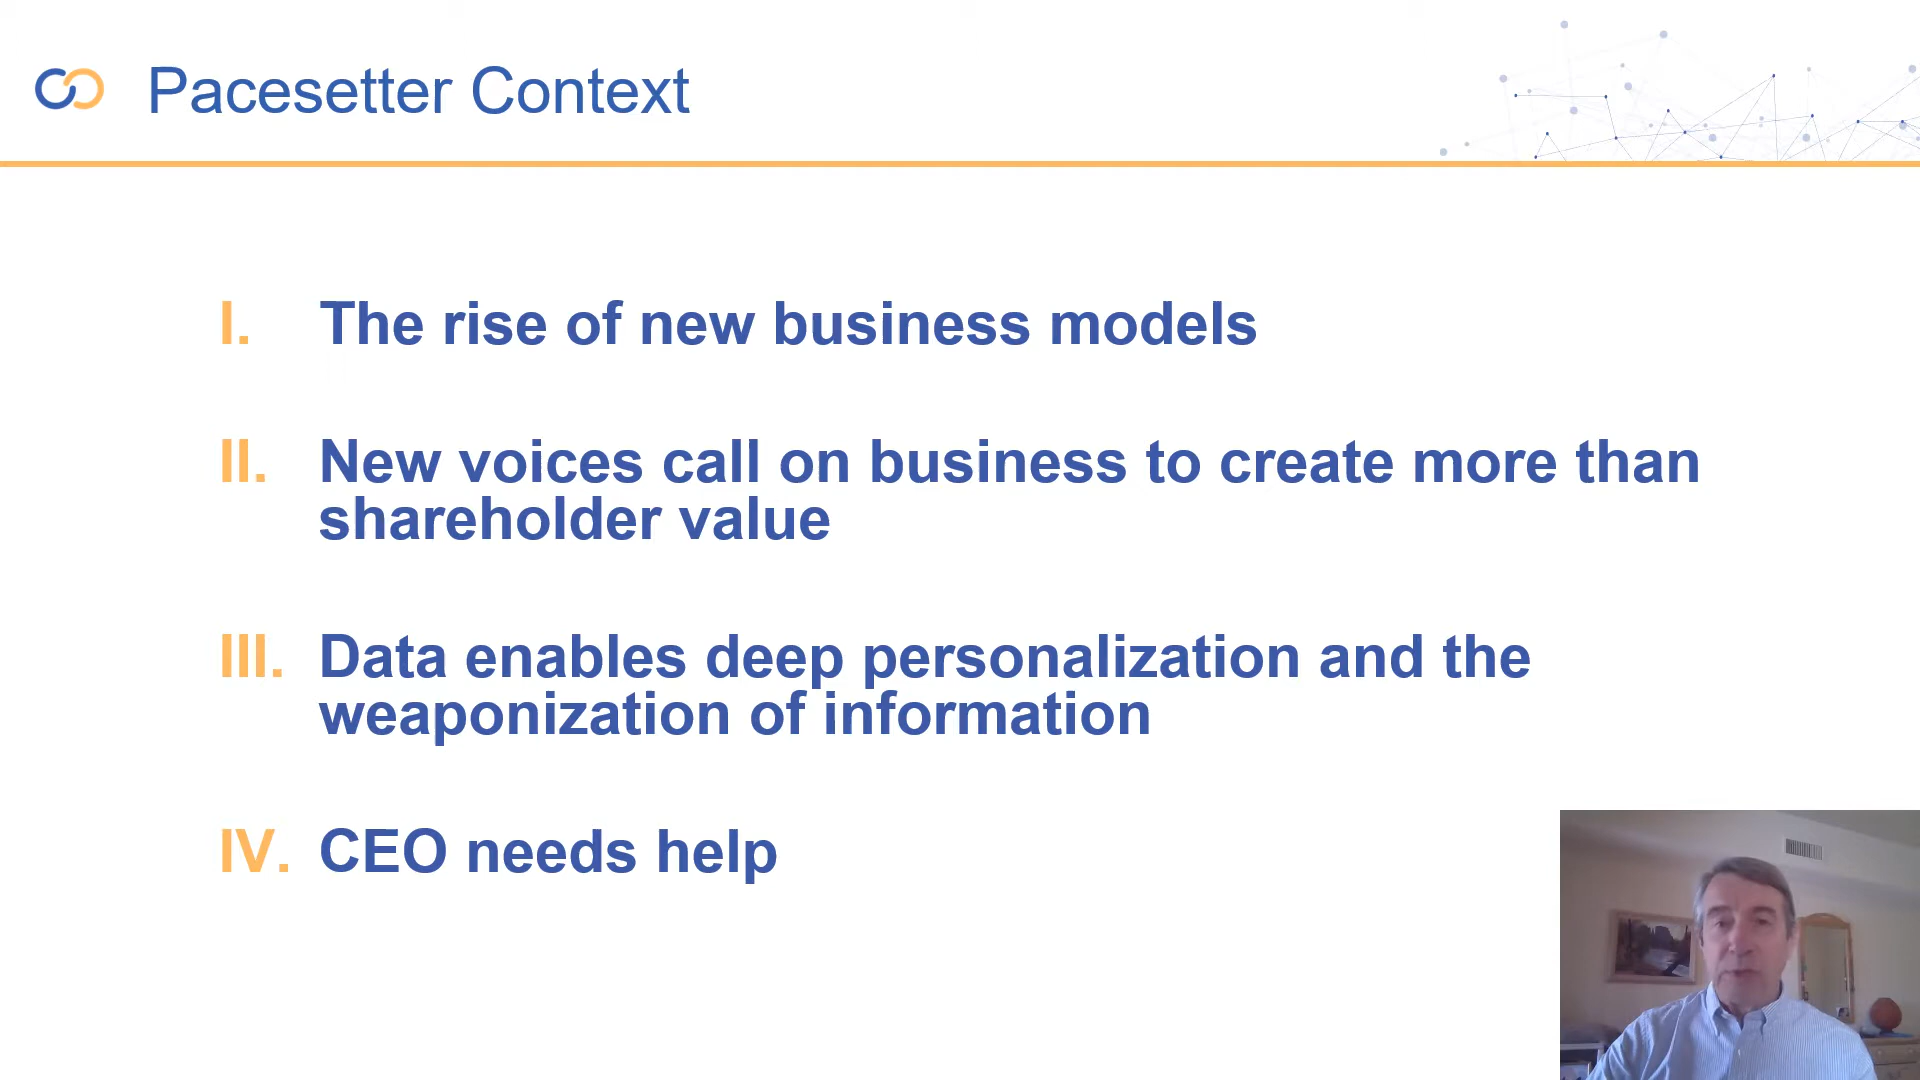 Pacesetter Context
I. The rise of new business models
II. New voices call on business to create more than
shareholder value
III. Data enables deep personalization and the
weaponization of information
IV. CEO needs help